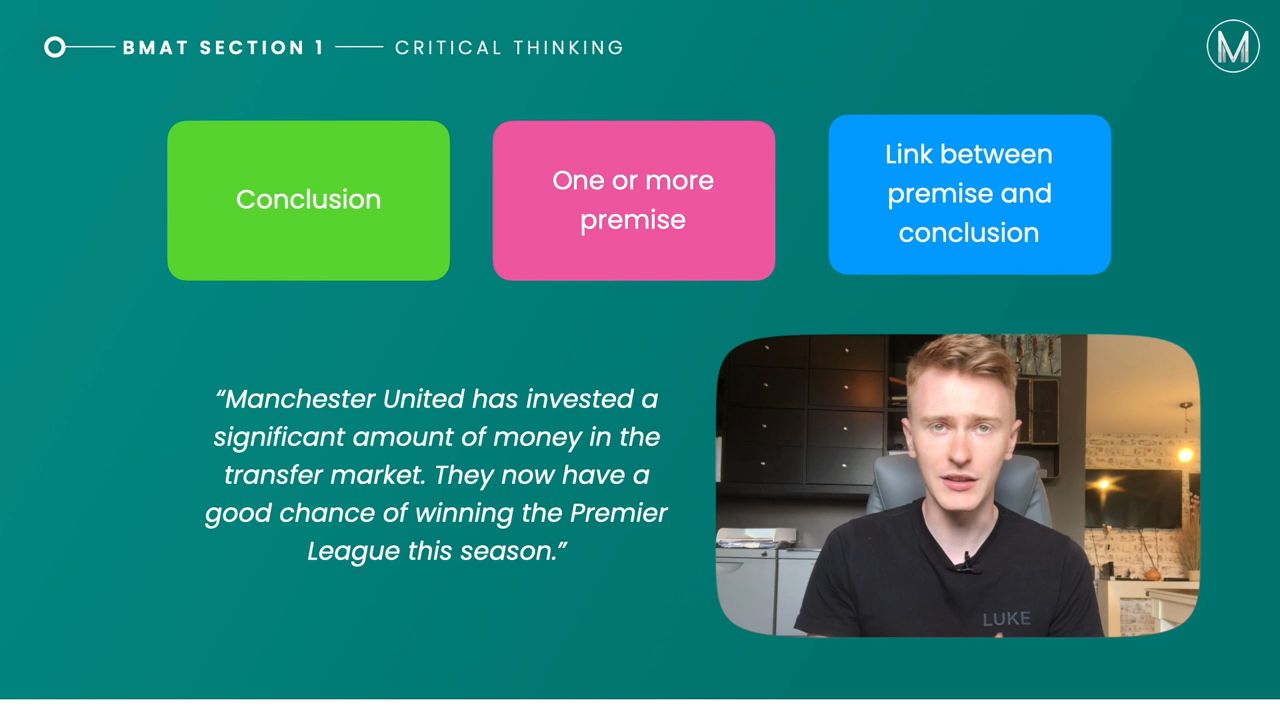 BMAT SECTION 1 CRITICAL THINKING
M
Conclusion
One or more
premise
Link between
premise and
conclusion
“Manchester United has invested a
significant amount of money in the
transfer market. They now have a
good chance of winning the Premier
League this season.”
LUKE